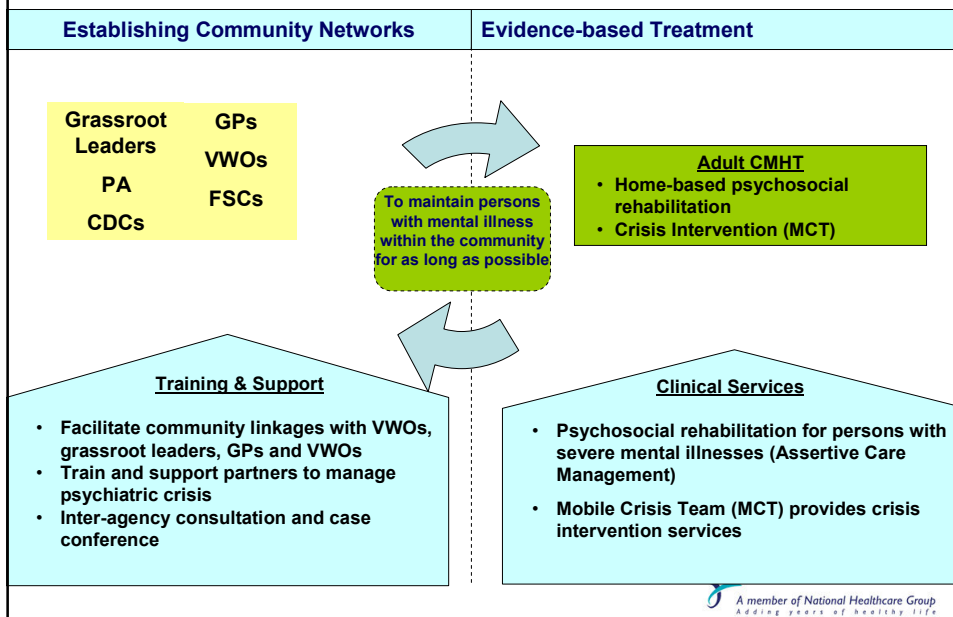 Establishing Community Networks
Evidence-based Treatment
Grassroot
Leaders
PA
CDCs
GPs
VWOs
FSCs
To maintain persons
with mental illness
within the community
for as long as possible
Adult CMHT
• Home-based psychosocial
rehabilitation
• Crisis Intervention (MCT)
Training & Support
• Facilitate community linkages with VWOs,
grassroot leaders, GPs and VWOs
• Train and support partners to manage
psychiatric crisis
• Inter-agency consultation and case
conference
Clinical Services
• Psychosocial rehabilitation for persons with
severe mental illnesses (Assertive Care
Management)
• Mobile Crisis Team (MCT) provides crisis
intervention services
A member of National Healthcare Group
Adding years of healthy life